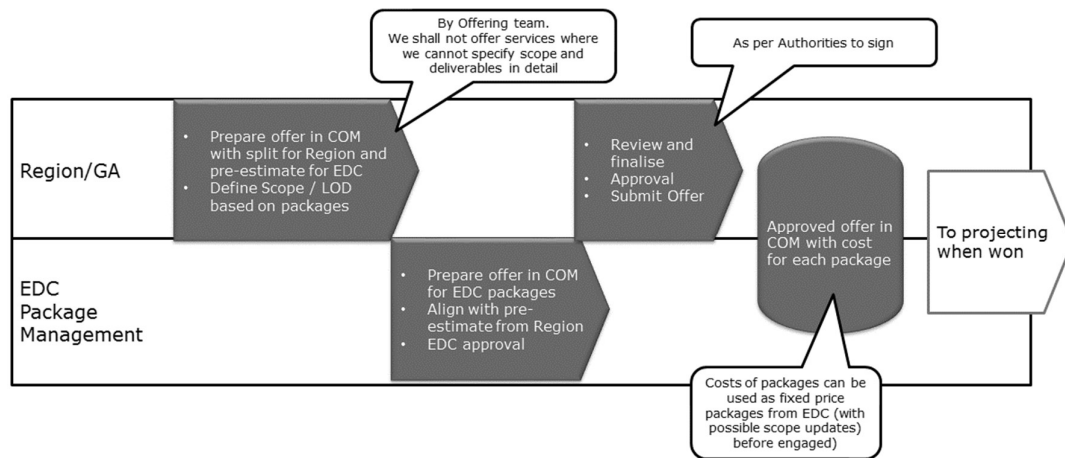 By Offering team.
We shall not offer services where
we cannot specify scope and
deliverables in detail
As per Authorities to sign
Region/GA
• Prepare offer in COM
with split for Region and
pre-estimate for EDC
• Define Scope / LOD
based on packages
• Review and
finalise
• Approval
• Submit Offer
Approved offer in
COM with cost
for each package
To projecting
when won
EDC
Package
Management
• Prepare offer in COM
for EDC packages
• Align with pre-
estimate from Region
• EDC approval
Costs of packages can be
used as fixed price
packages from EDC (with
possible scope updates)
before engaged)